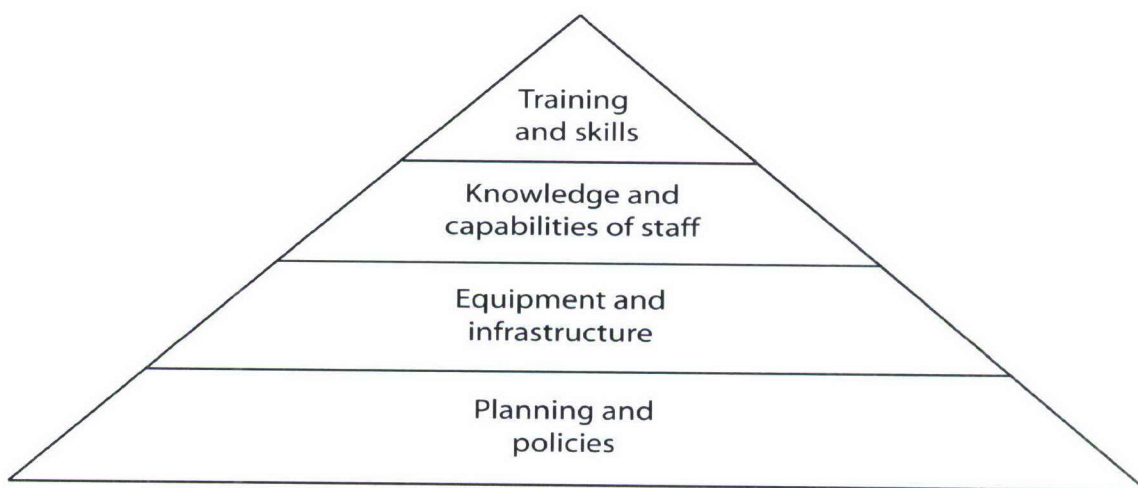 Training
and skills
Knowledge and
capabilities of staff
Equipment and
infrastructure
Planning and
policies